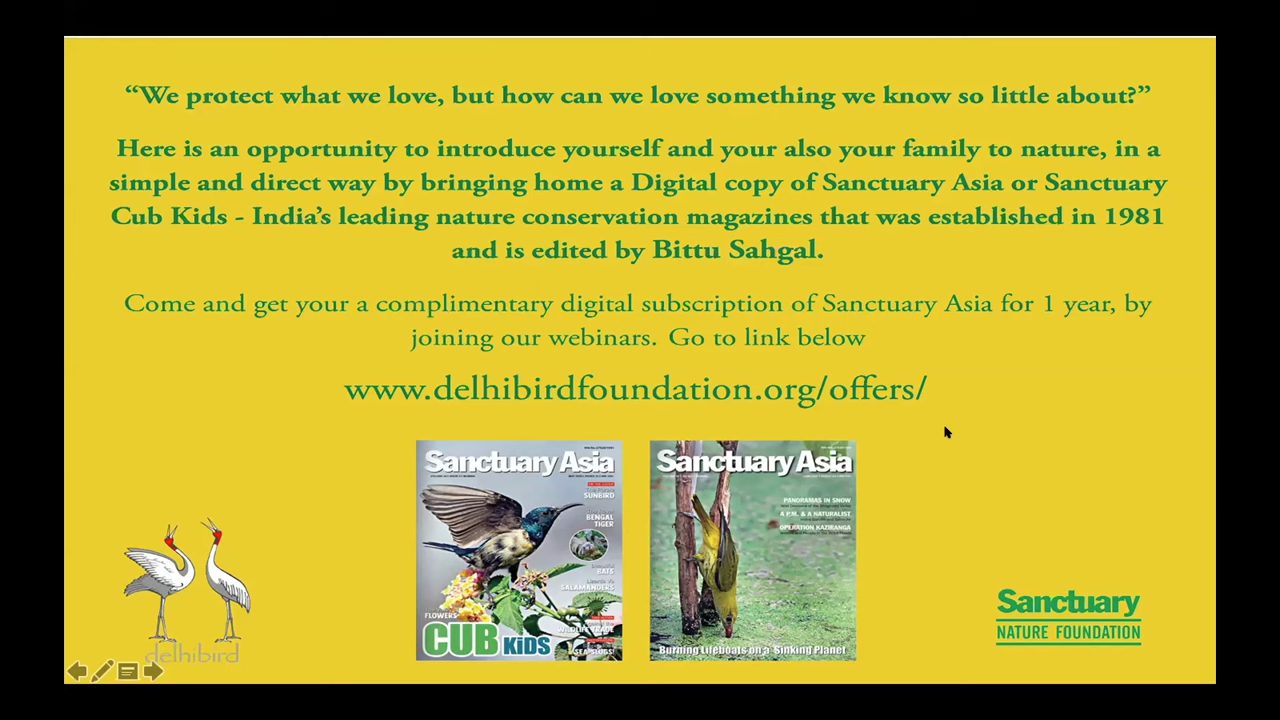 “We protect what we love, but how can we love something we know so little about?”
Here is an opportunity to introduce yourself and your also your family to nature, in a
simple and direct way by bringing home a Digital copy of Sanctuary Asia or Sanctuary
Cub Kids - India’s leading nature conservation magazines that was established in 1981
and is edited by Bittu Sahgal.
Come and get your a complimentary digital subscription of Sanctuary Asia for 1 year, by
joining our webinars. Go to link below
www.delhibirdfoundation.org/offers/
Sanctuary Asia
SUNBIRD
BENGAL
TIGER
BATS
SALAMANDERS
WILDLIFE TRADE
SEA SLUGS!
FLOWERS
CUB KiDS
Sanctuary Asia
PANORAMAS IN SNOW
A P.M. & A NATURALIST
OPERATION KAZIRANGA
Burning Lifeboats on a Sinking Planet
delhibird
Sanctuary
NATURE FOUNDATION